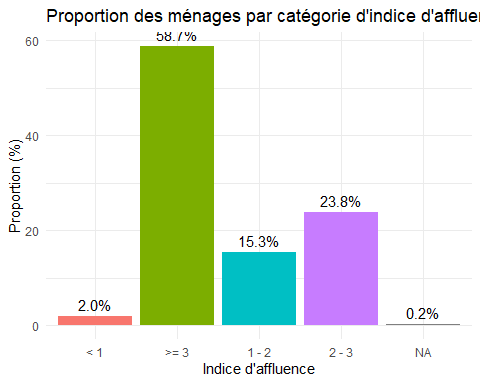 Proportion des ménages par catégorie d'indice d'affluen
60
58.7%
40
Proportion (%)
23.8%
20
15.3%
2.0%
0.2%
0
< 1
>= 3
1 - 2
2 - 3
NA
Indice d'affluence